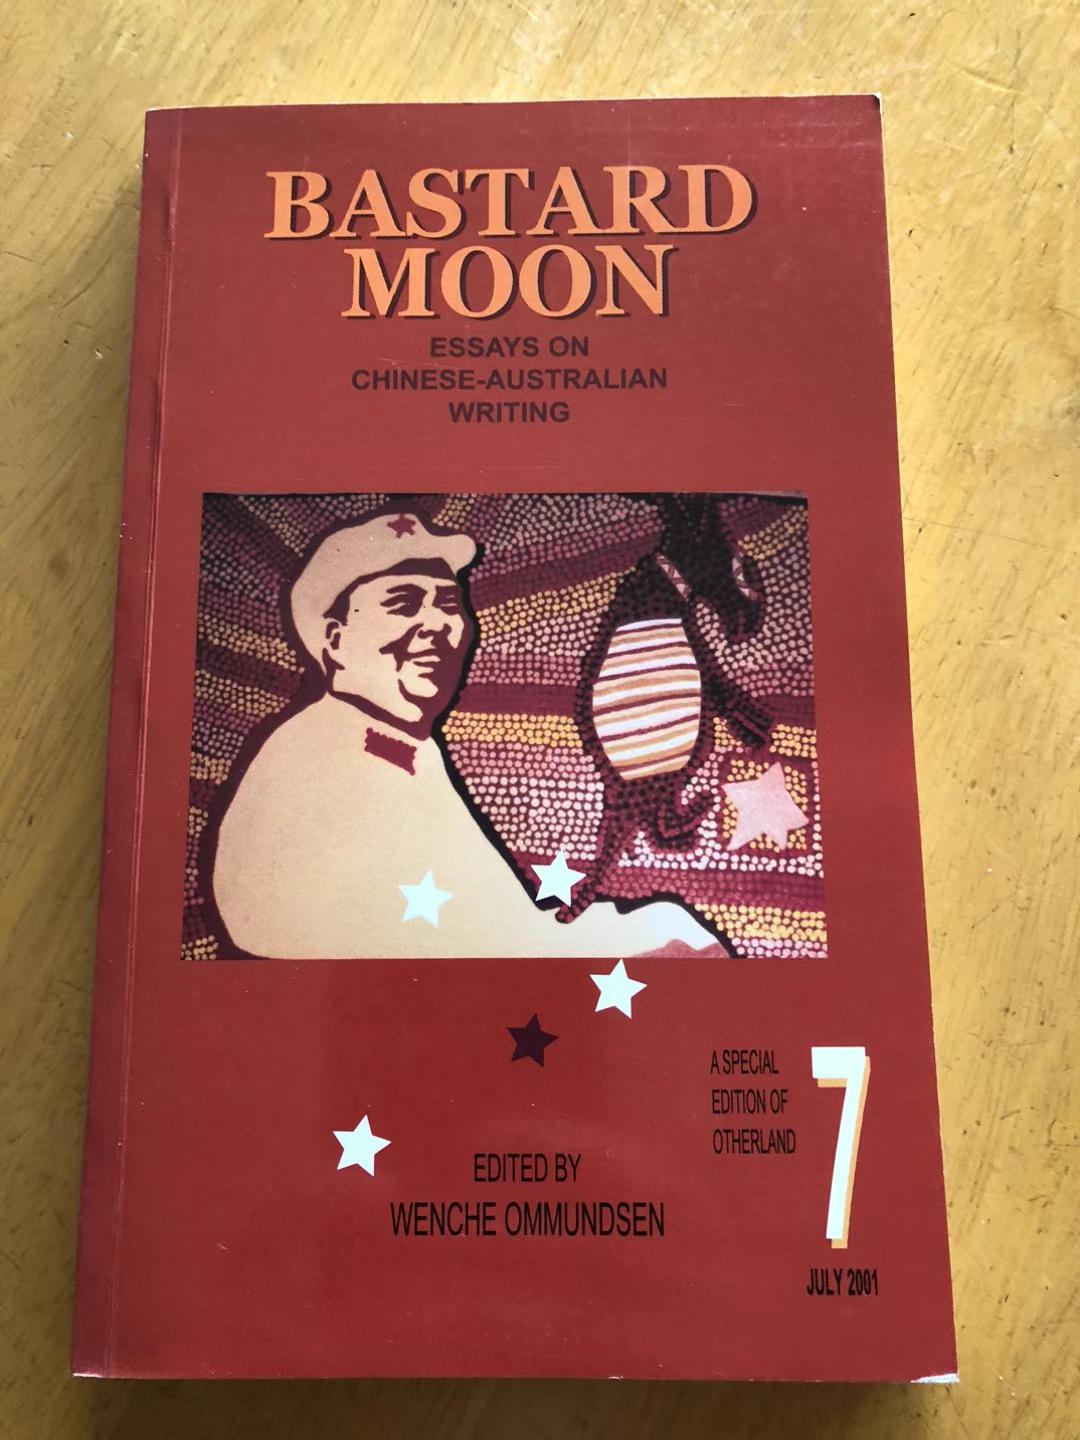 BASTARD
MOON
ESSAYS ON
CHINESE-AUSTRALIAN
WRITING
A SPECIAL
EDITION OF
OTHERLAND
7
EDITED BY
WENCHE OMMUNDSEN
JULY 2001